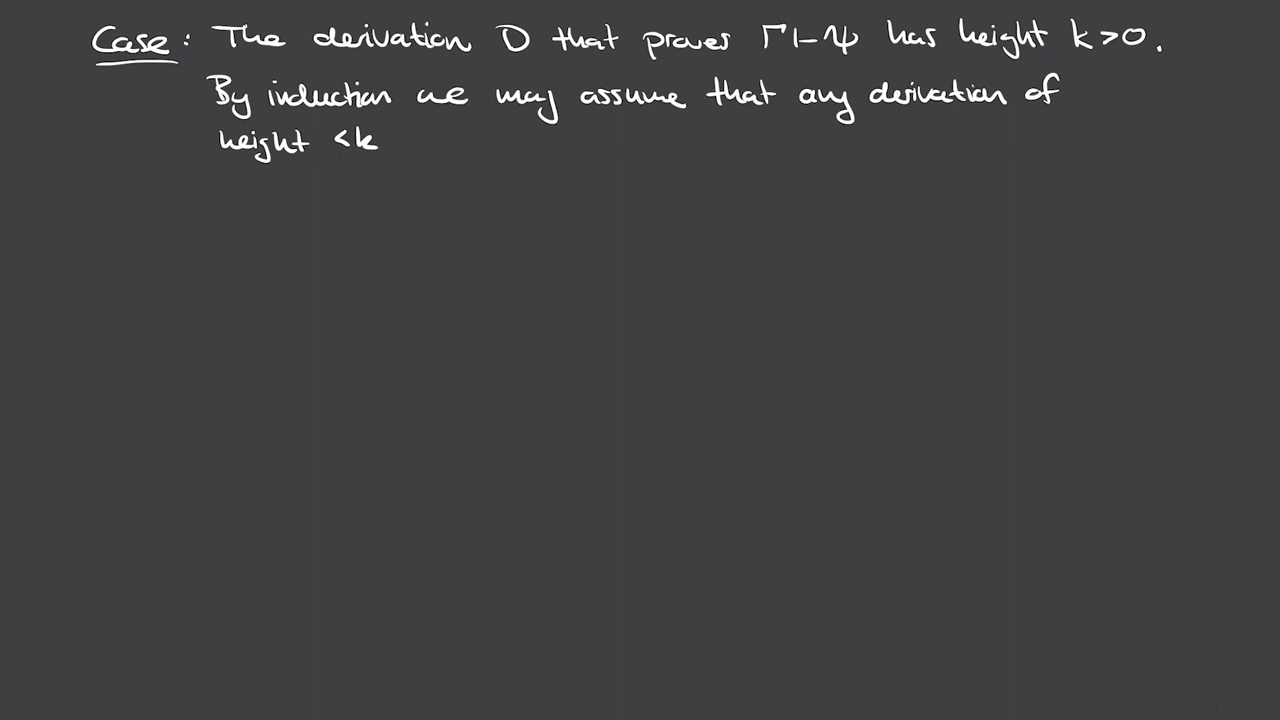 Case: The derivation D that proves Γ⊢ψ has height k>0.
By induction we may assume that any derivation of
height <k